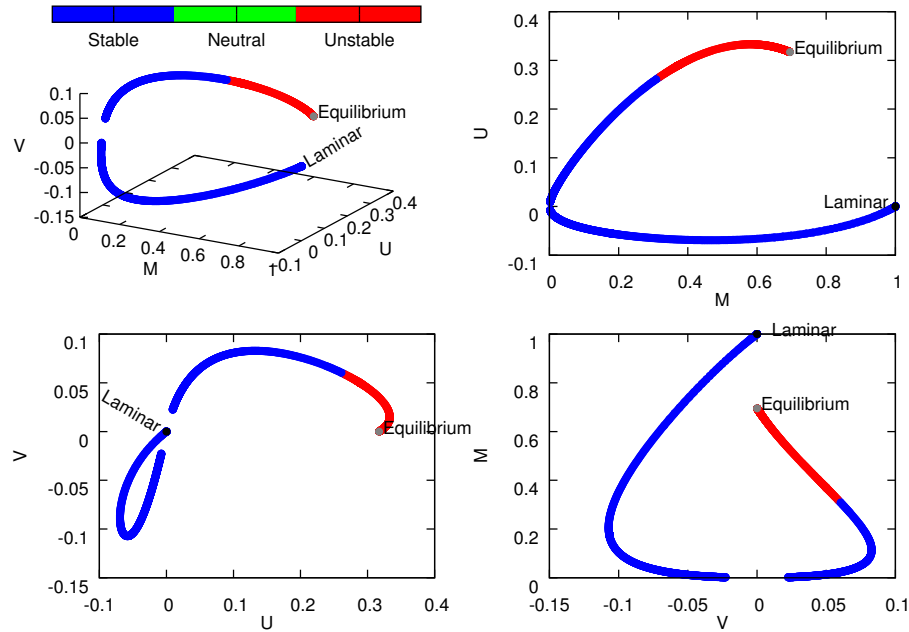 Stable Neutral Unstable
0.1
0.05
0
-0.05
-0.1
-0.15
V
0
0.2
0.4
0.6
0.8
1
M
-0.1
0
0.1
0.2
0.3
0.4
U
Equilibrium
Laminar
0.4
0.3
0.2
0.1
0
-0.1
U
Equilibrium
Laminar
0 0.2 0.4 0.6 0.8 1
M
0.1
0.05
0
-0.05
-0.1
-0.15
V
Laminar
Equilibrium
-0.1 0 0.1 0.2 0.3 0.4
U
1
0.8
0.6
0.4
0.2
0
M
Laminar
Equilibrium
-0.15 -0.1 -0.05 0 0.05 0.1
V